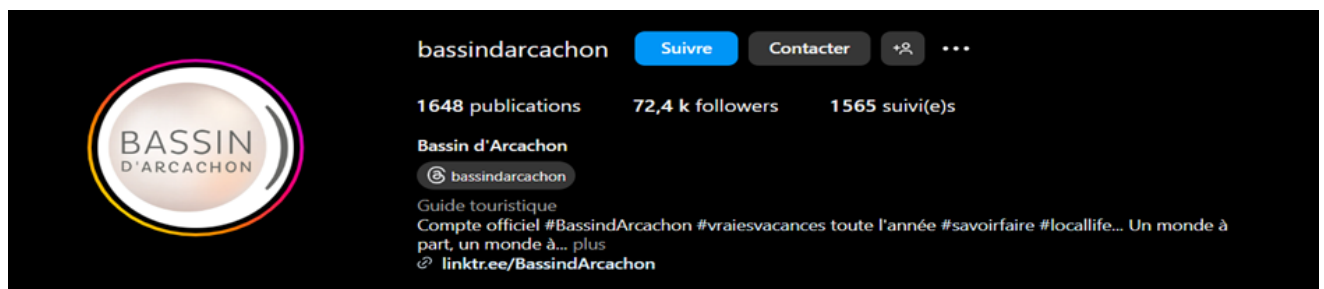 BASSIN
D'ARCACHON
bassindarcachon Suivre Contacter
1648 publications 72,4 k followers 1565 suivi(e)s
Bassin d'Arcachon
bassindarcachon
Guide touristique
Compte officiel #BassindArcachon #vraiesvacances toute l'année #savoirfaire #locallife... Un monde à
part, un monde à... plus
linktr.ee/BassindArcachon